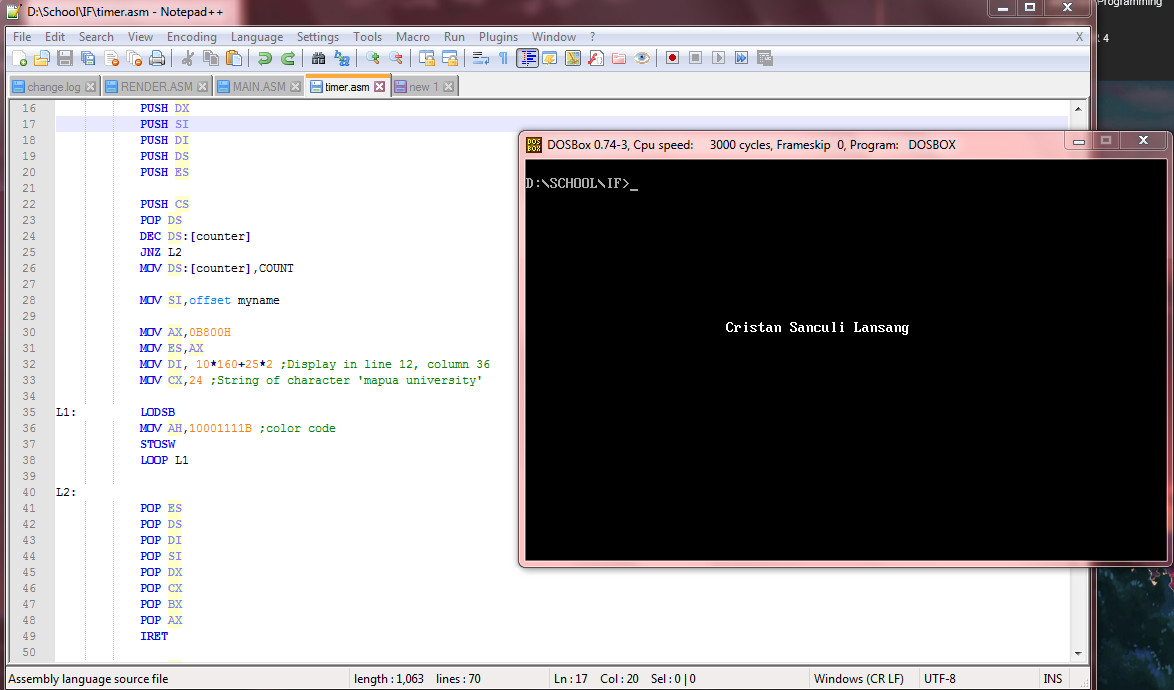 D:\School\IF\timer.asm - Notepad++
Programming
R 4
File Edit Search View Encoding Language Settings Tools Macro Run Plugins Window ? X
change.log RENDER.ASM MAIN.ASM timer.asm new 1
16 PUSH DX
17 PUSH SI
18 PUSH DI
19 PUSH DS
20 PUSH ES
21
22 PUSH CS
23 POP DS
24 DEC DS:[counter]
25 JNZ L2
26 MOV DS:[counter],COUNT
27
28 MOV SI,offset myname
29
30 MOV AX,0B800H
31 MOV ES,AX
32 MOV DI, 10*160+25*2 ;Display in line 12, column 36
33 MOV CX,24 ;String of character 'mapua university'
34
35 L1: LODSB
36 MOV AH,10001111B ;color code
37 STOSW
38 LOOP L1
39
40 L2:
41 POP ES
42 POP DS
43 POP DI
44 POP SI
45 POP DX
46 POP CX
47 POP BX
48 POP AX
49 IRET
50
DOSBox 0.74-3, Cpu speed: 3000 cycles, Frameskip 0, Program: DOSBOX
D:\SCHOOL\IF>_
Cristan Sanculi Lansang
Assembly language source file length : 1,063 lines : 70 Ln : 17 Col : 20 Sel : 0 | 0 Windows (CR LF) UTF-8 INS